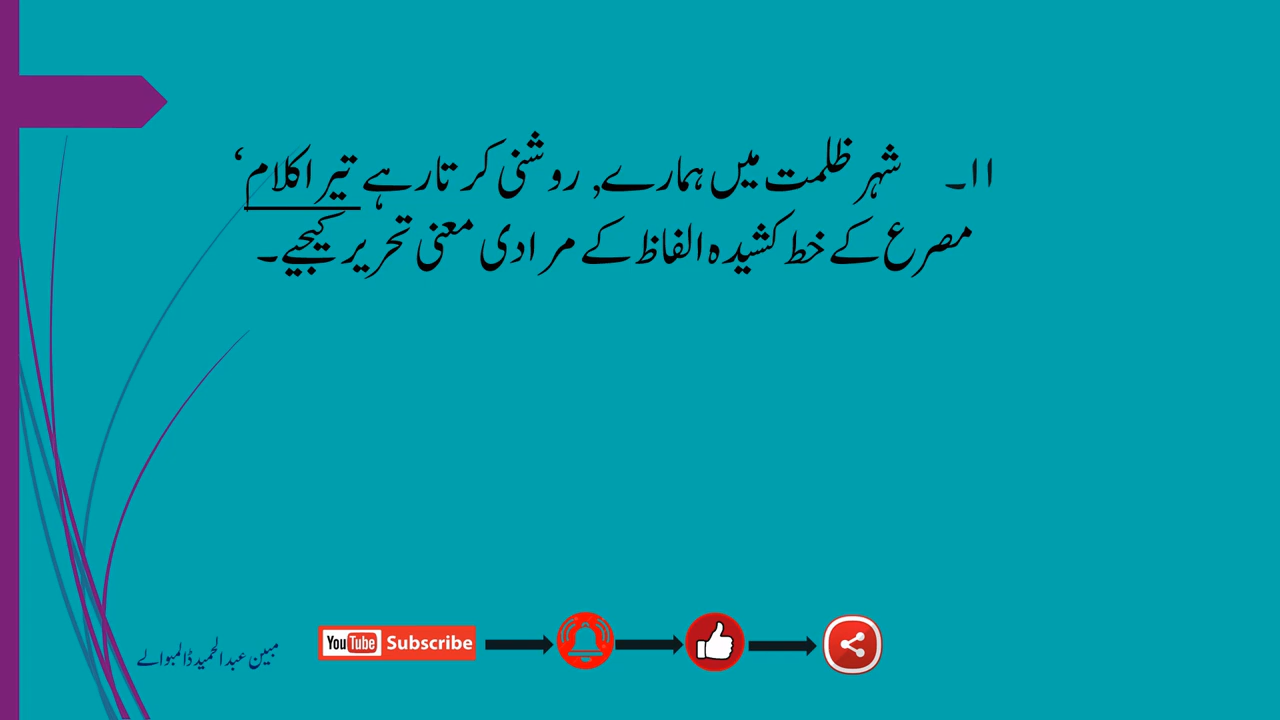 ۱۱۔ شہر ظلمت میں ہمارے, روشنی کرتا رہے تیرا کلام‘
مصرع کے خط کشیدہ الفاظ کے مرادی معنی تحریر کیجیے۔
YouTube Subscribe
مبین عبدالحمید ڈالمبوالے